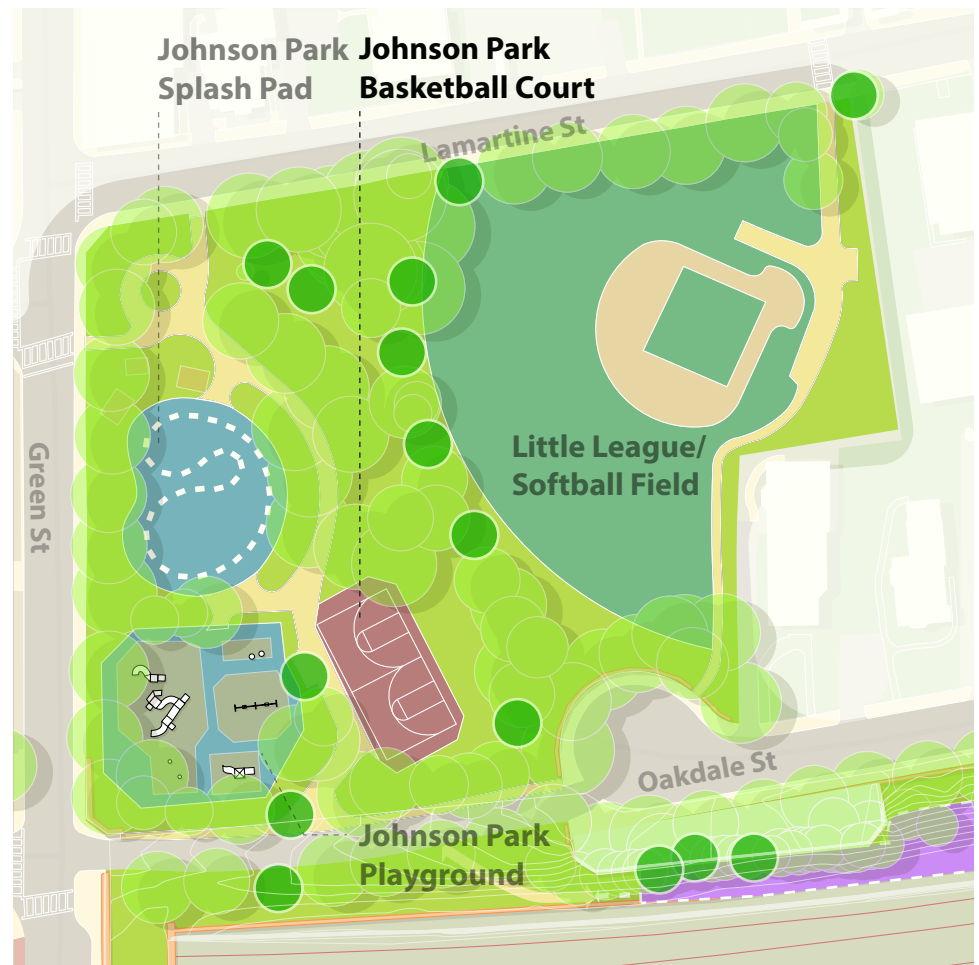 Johnson Park
Splash Pad
Johnson Park
Basketball Court
Lamartine St
Little League/
Softball Field
Green St
Oakdale St
Johnson Park
Playground